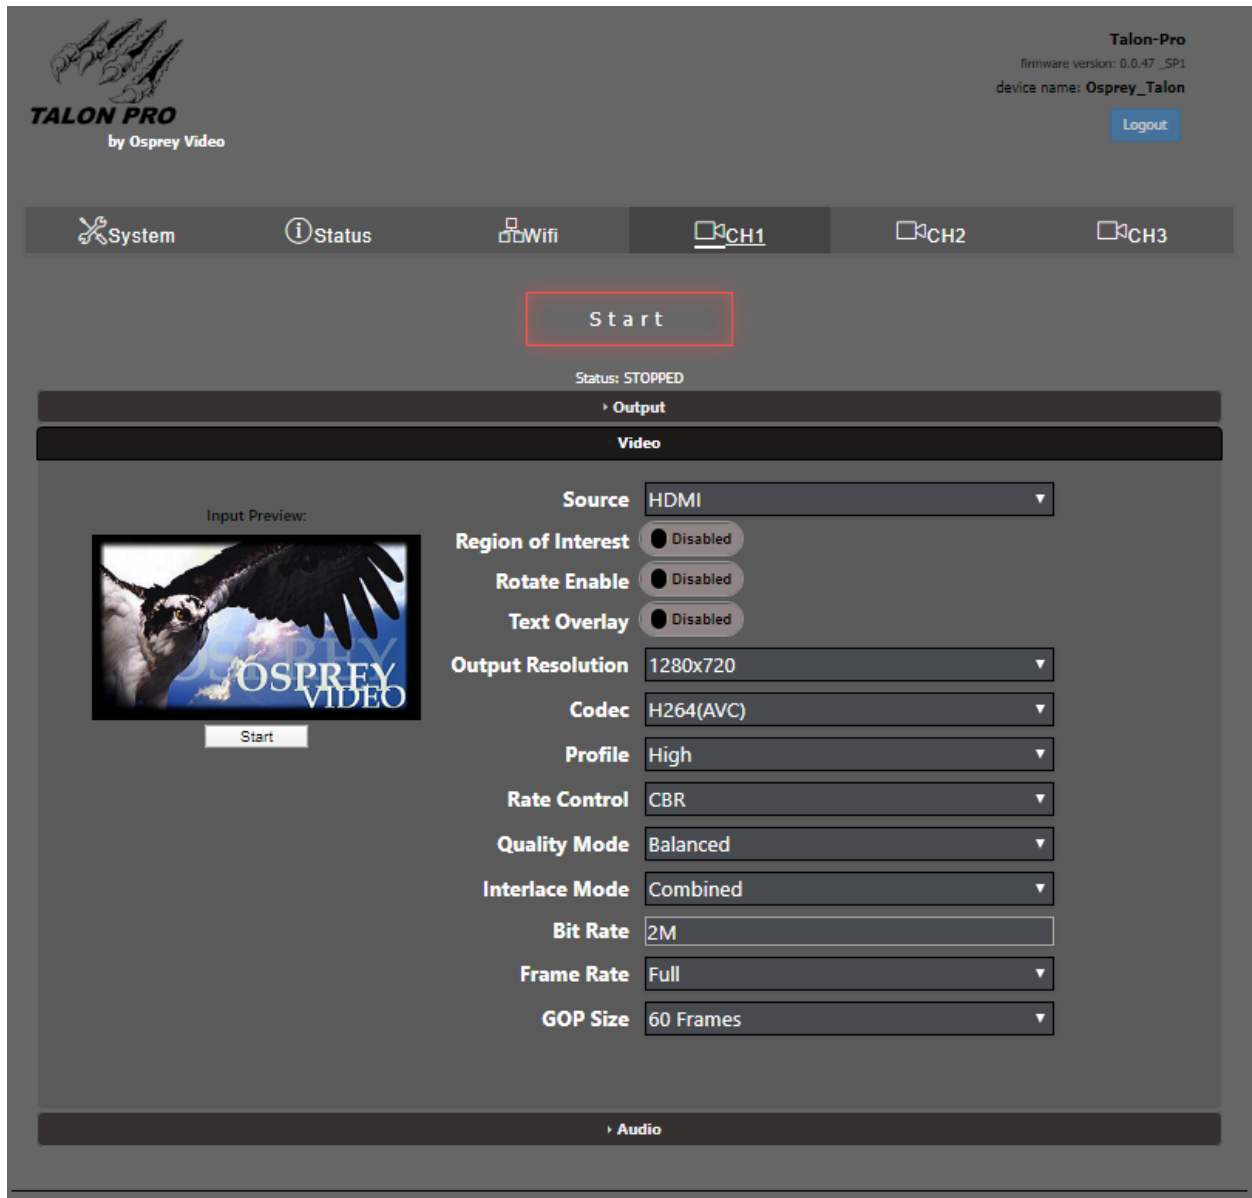 Talon-Pro
firmware version: 0.0.47 _SP1
device name: Osprey_Talon
Logout
TALON PRO
by Osprey Video
System Status Wifi CH1 CH2 CH3
Start
Status: STOPPED
Output
Video
Input Preview:
OSPREY
OSPREY
VIDEO
Start
Source HDMI
Region of Interest Disabled
Rotate Enable Disabled
Text Overlay Disabled
Output Resolution 1280x720
Codec H264(AVC)
Profile High
Rate Control CBR
Quality Mode Balanced
Interlace Mode Combined
Bit Rate 2M
Frame Rate Full
GOP Size 60 Frames
Audio